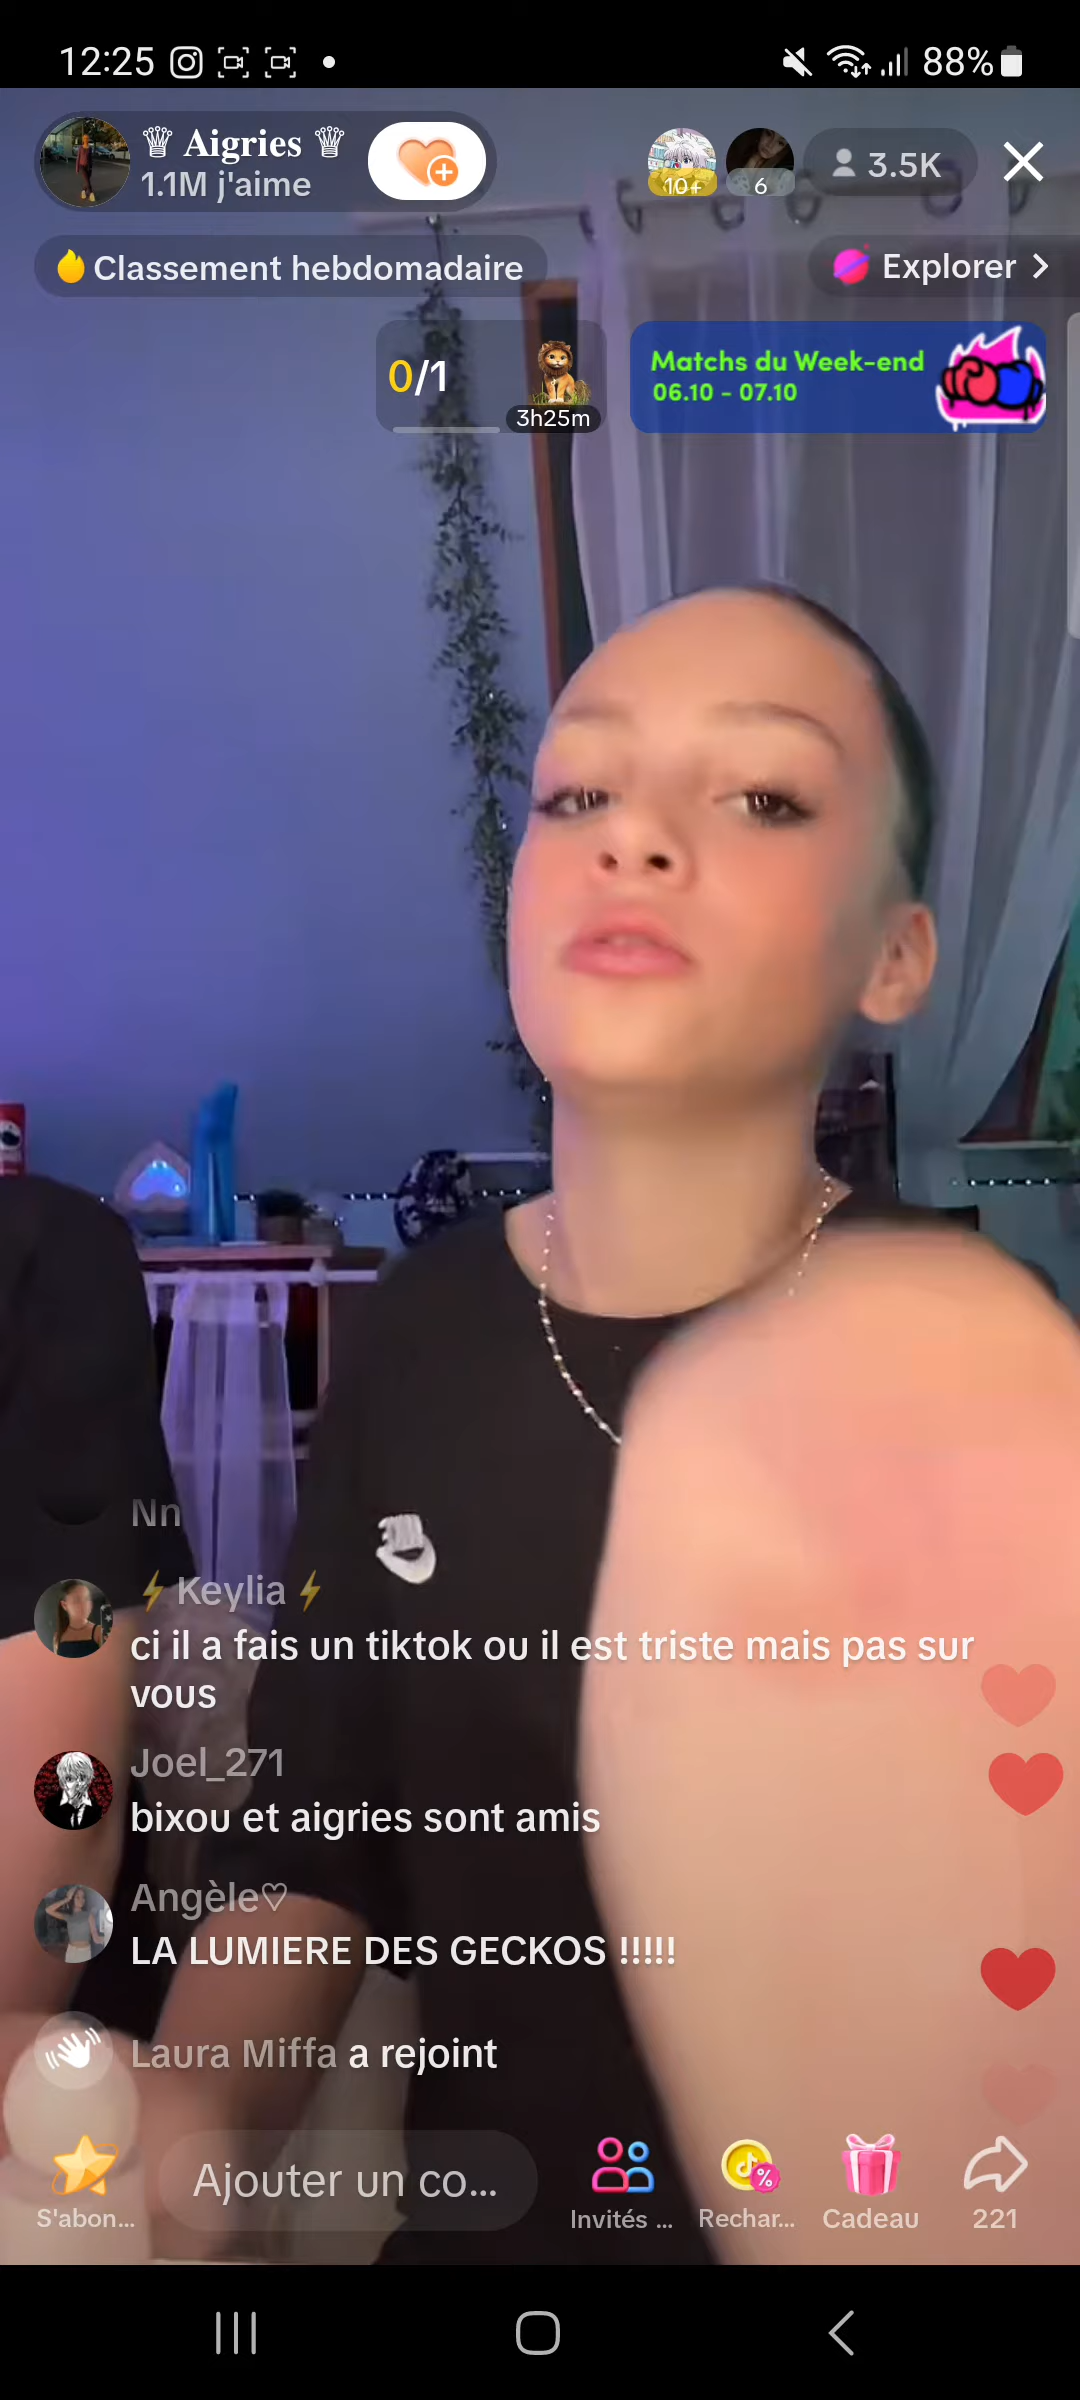 12:25
88%
♕ Aigries ♕
1.1M j'aime
10+
6
3.5K
Classement hebdomadaire
Explorer
0/1
3h25m
Matchs du Week-end
06.10 - 07.10
Nn
⚡ Keylia ⚡
ci il a fais un tiktok ou il est triste mais pas sur
vous
Joel_271
bixou et aigries sont amis
Angèle♡
LA LUMIERE DES GECKOS !!!!!
Laura Miffa a rejoint
Ajouter un co...
S'abon...
Invités ...
Rechar...
Cadeau
221